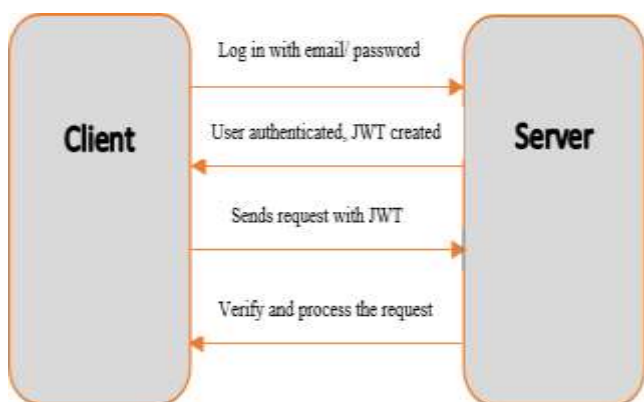 Log in with email/ password
Client
Server
User authenticated, JWT created
Sends request with JWT
Verify and process the request